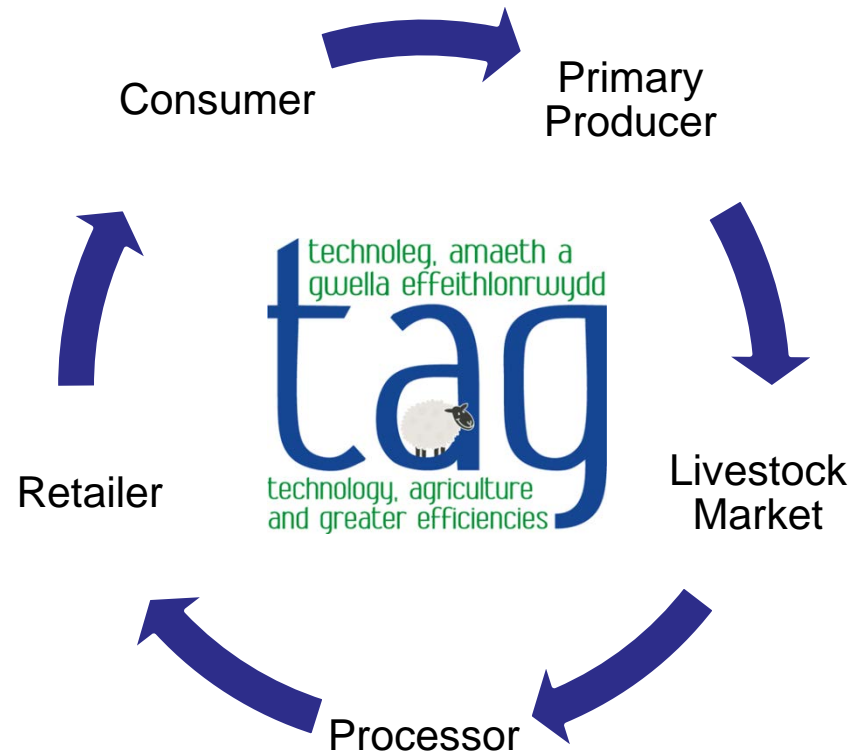 Consumer
Primary
Producer
technoleg, amaeth a
gwella effeithlonrwydd
tag
technology, agriculture
and greater efficiencies
Livestock
Market
Retailer
Processor